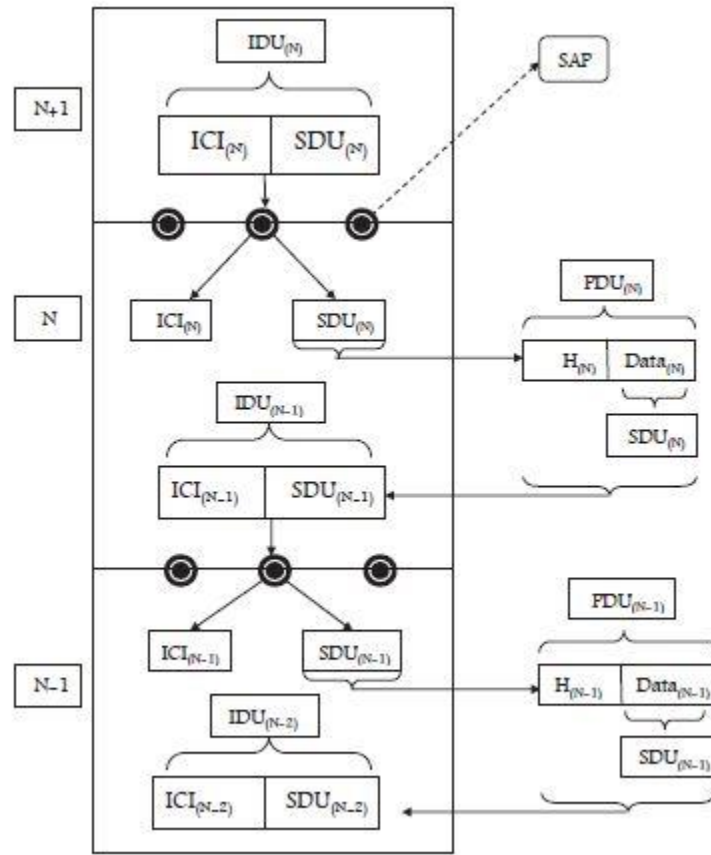 IDU(N)
SAP
N+1
ICI(N) SDU(N)
N
ICI(N)
SDU(N)
PDU(N)
H(N) Data(N)
SDU(N)
IDU(N–1)
ICI(N–1) SDU(N–1)
PDU(N–1)
N–1
ICI(N–1)
SDU(N–1)
H(N–1) Data(N–1)
SDU(N–1)
IDU(N–2)
ICI(N–2) SDU(N–2)